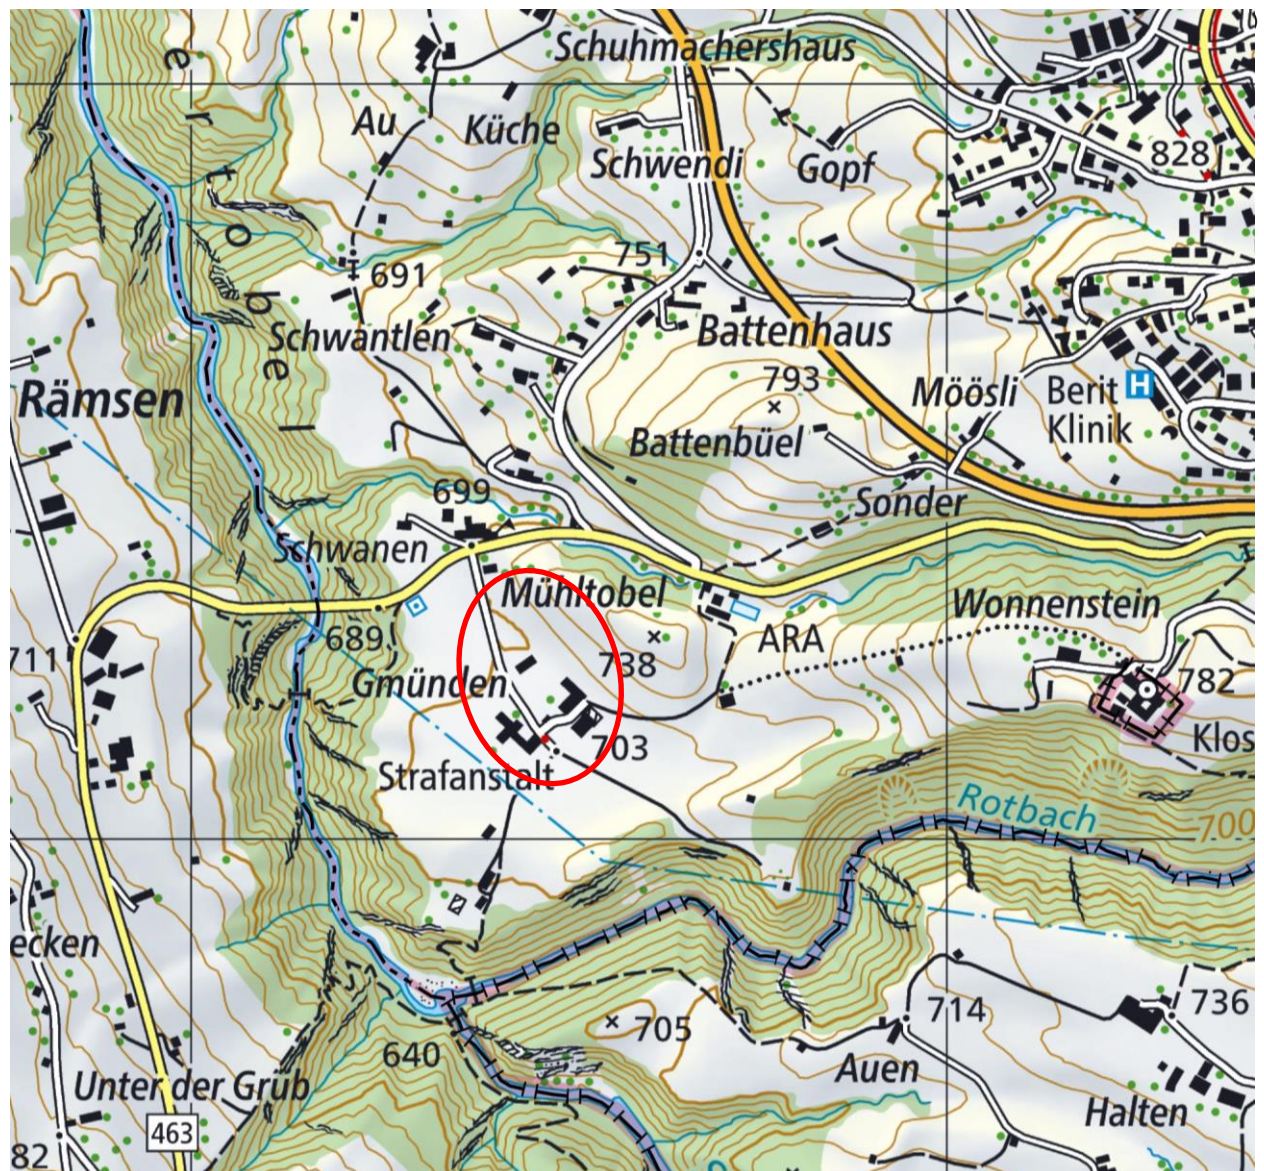 Schuhmachershaus
ertobel
Au
Küche
Schwendi
Gopf
828
751
691
Schwantlen
Battenhaus
793
Rämsen
Möösli
Berit
Klinik
H
Battenbüel
699
Sonder
Schwanen
Mühltobel
Wonnenstein
689
ARA
711
738
Gmünden
782
703
Klos
Strafanstalt
Rotbach
700
ecken
736
714
705
640
Auen
Unter der Grüb
Halten
463
82